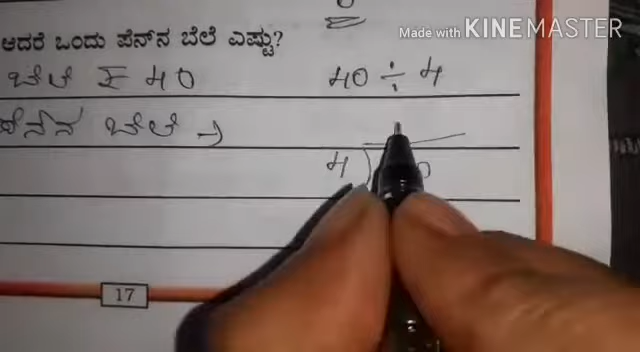 Made with KINEMASTER
ಆದರೆ ಒಂದು ಪೆನ್‌ನ ಬೆಲೆ ಎಷ್ಟು?
ಬೆಲೆ ₹ 40 40 ÷ 4
ಪೆನಿನ ಬೆಲೆ →
4)
17